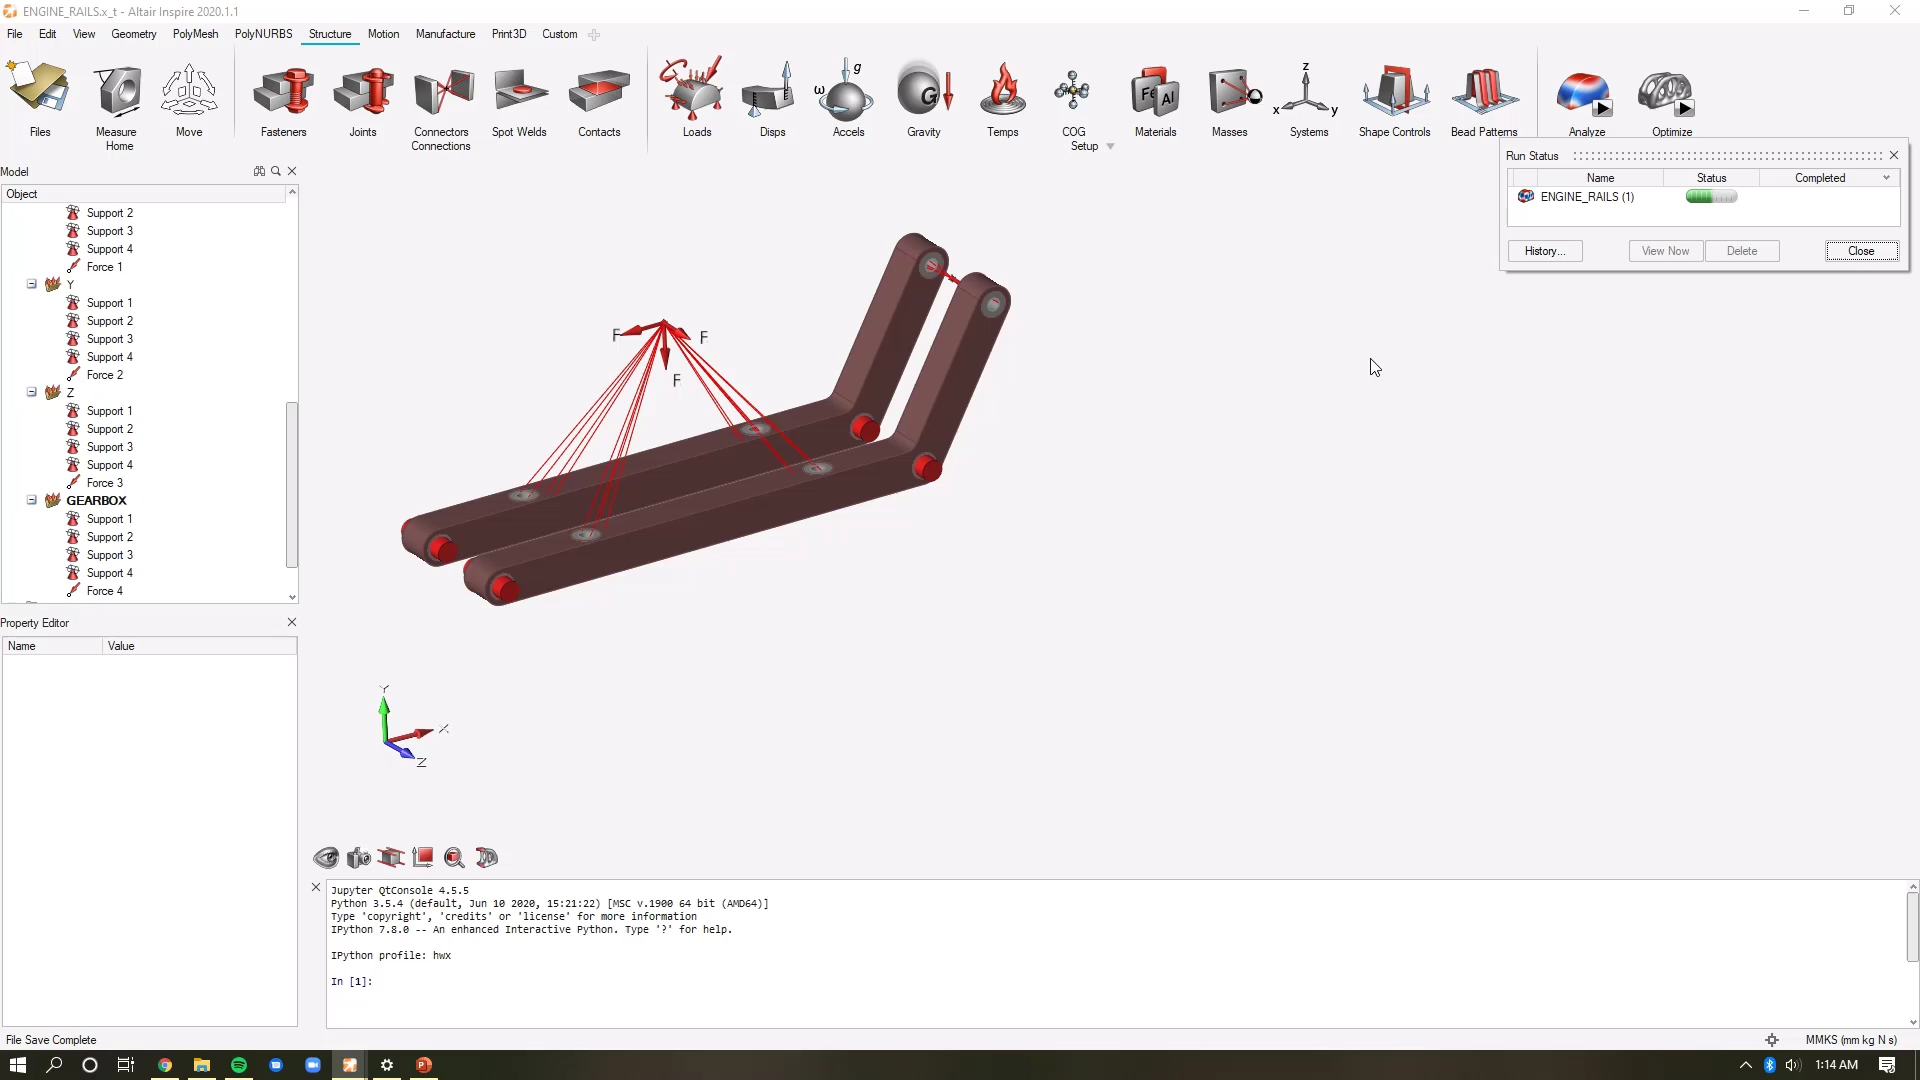 ENGINE_RAILS.x_t - Altair Inspire 2020.1.1
File Edit View Geometry PolyMesh PolyNURBS Structure Motion Manufacture Print3D Custom
Files
Measure
Move
Home
Fasteners
Joints
Connectors
Spot Welds
Contacts
Connections
Loads
Disps
g
ω
Accels
G
Gravity
Temps
COG
Fe Al
Materials
Masses
z
x
y
Systems
Shape Controls
Bead Patterns
Setup
Analyze
Optimize
Run Status
Name Status Completed
ENGINE_RAILS (1)
History... View Now Delete Close
Model
Object
Support 2
Support 3
Support 4
Force 1
Y
Support 1
Support 2
Support 3
Support 4
Force 2
Z
Support 1
Support 2
Support 3
Support 4
Force 3
GEARBOX
Support 1
Support 2
Support 3
Support 4
Force 4
F
F
F
Property Editor
Name Value
Y
X
Z
Jupyter QtConsole 4.5.5
Python 3.5.4 (default, Jun 10 2020, 15:21:22) [MSC v.1900 64 bit (AMD64)]
Type 'copyright', 'credits' or 'license' for more information
IPython 7.8.0 -- An enhanced Interactive Python. Type '?' for help.
IPython profile: hwx
In [1]:
File Save Complete
MMKS (mm kg N s)
1:14 AM